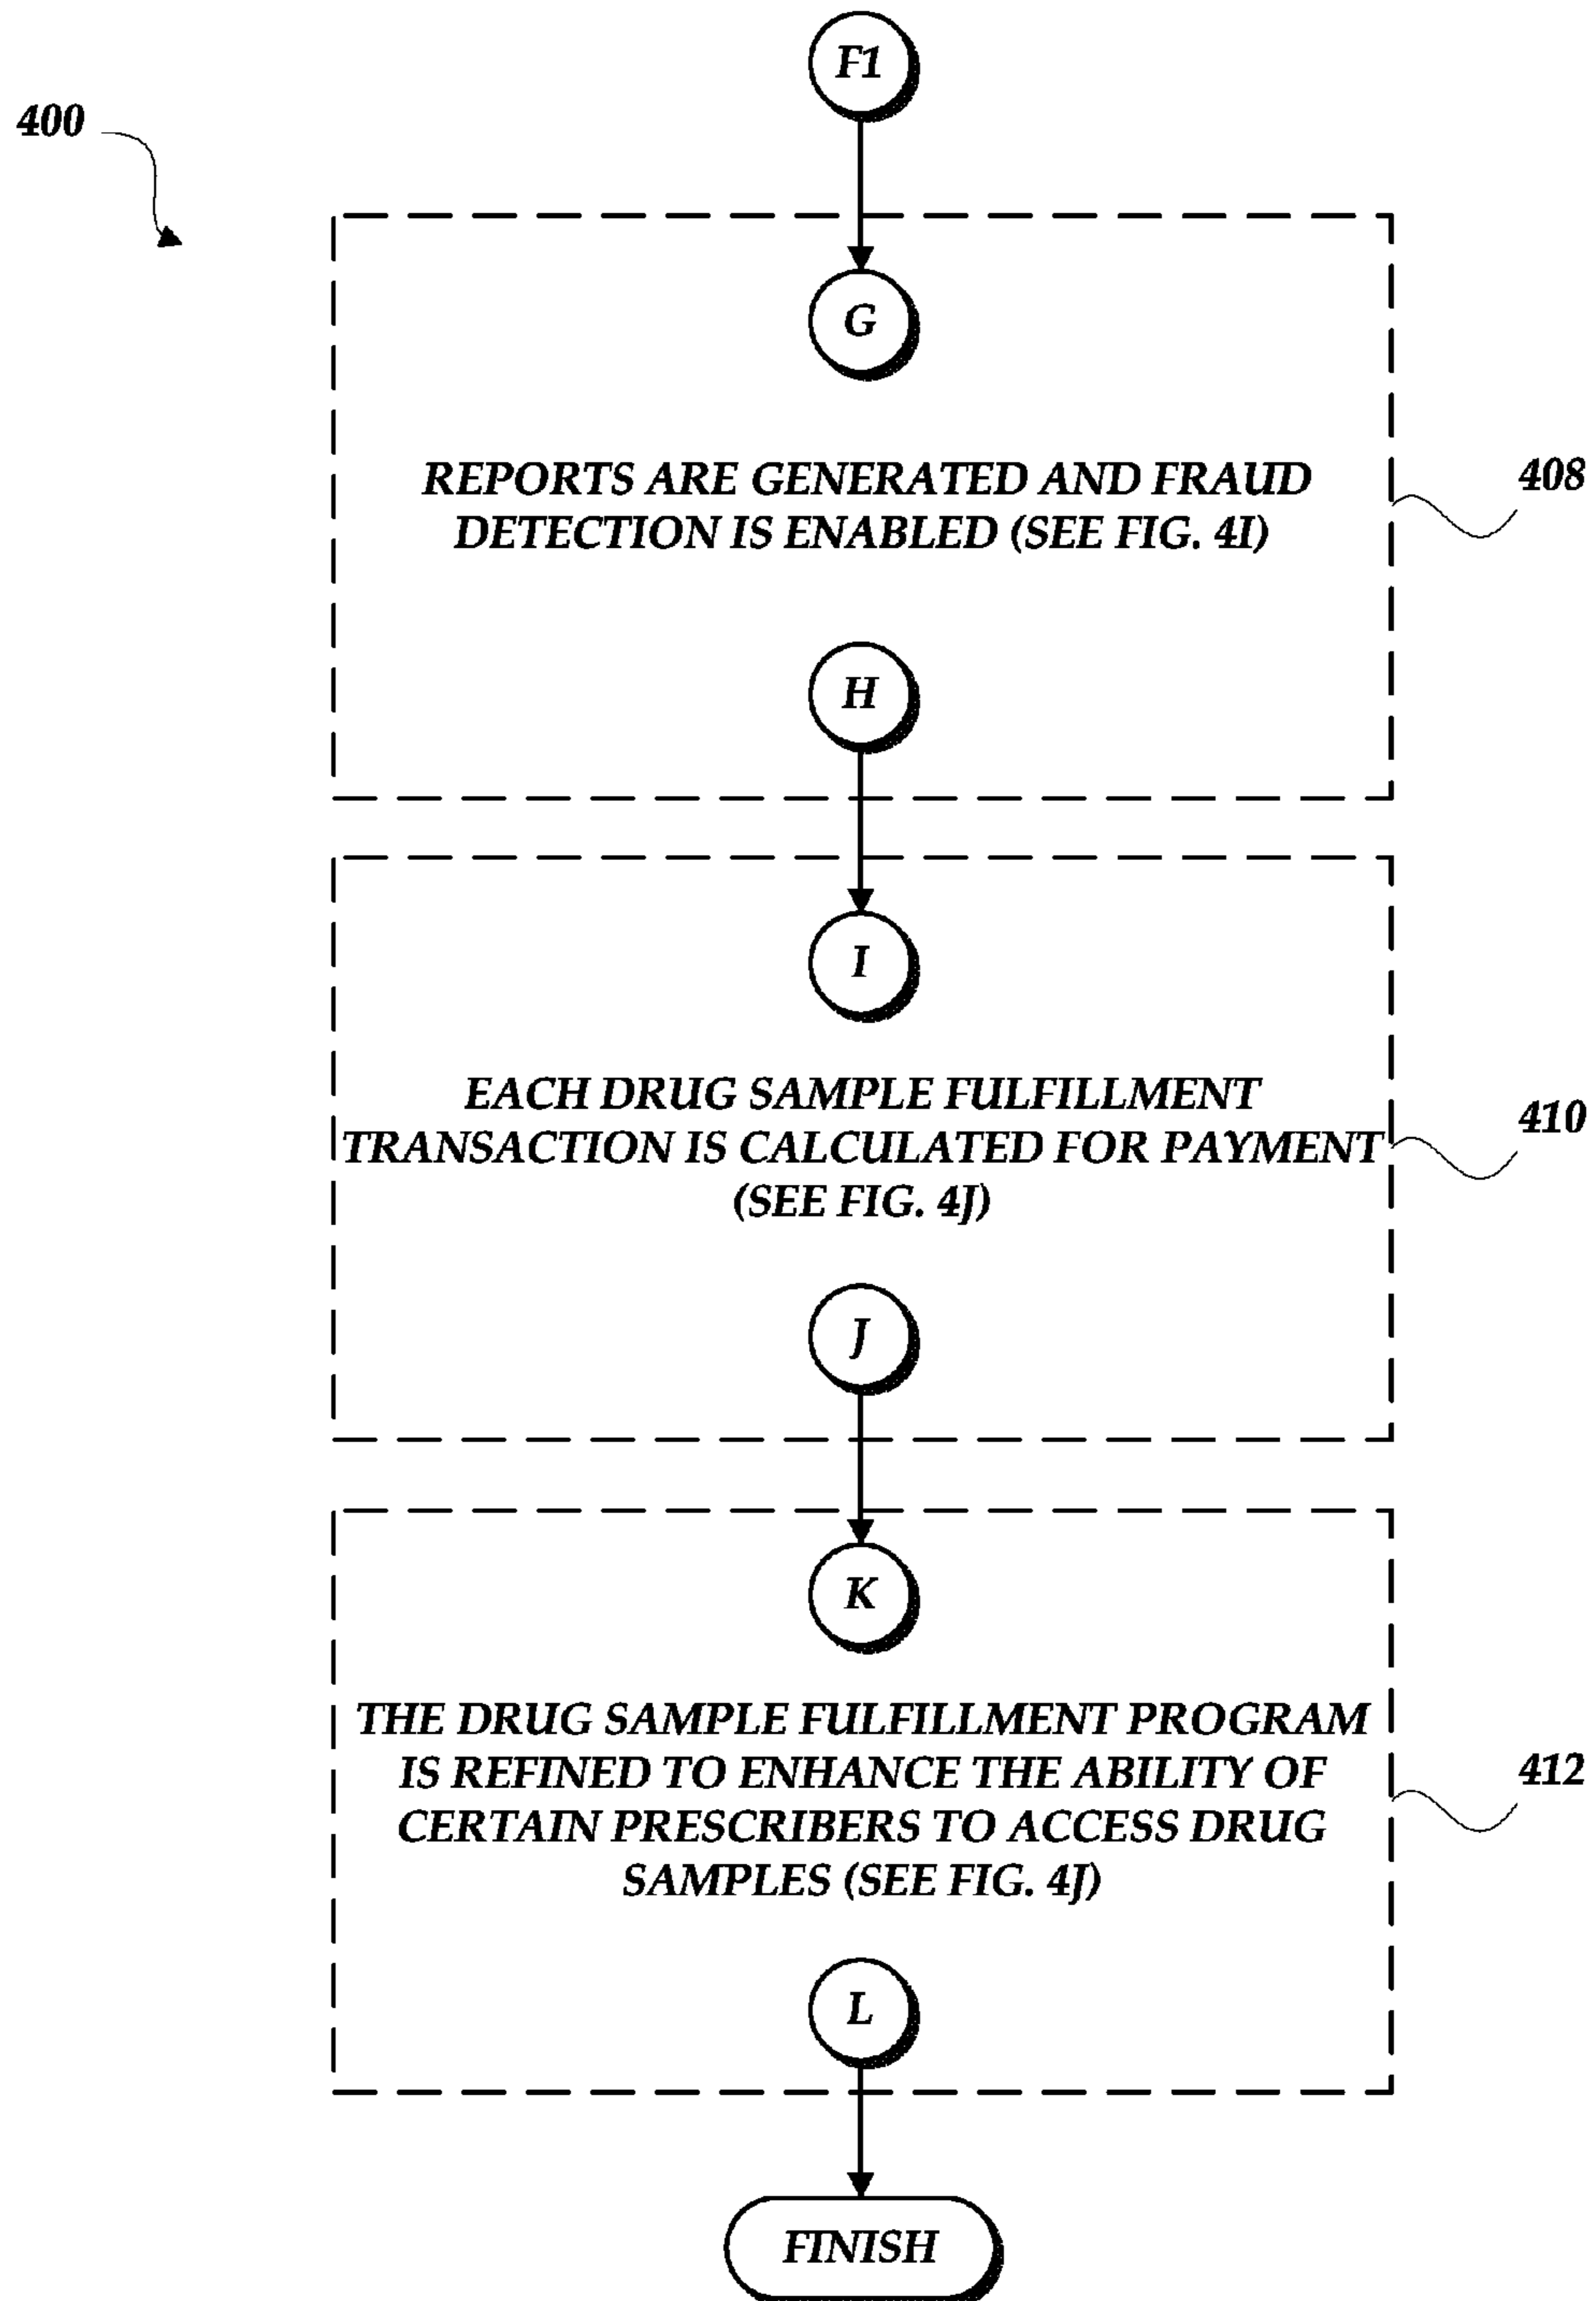 F1
400
G
REPORTS ARE GENERATED AND FRAUD
DETECTION IS ENABLED (SEE FIG. 4I)
408
H
I
EACH DRUG SAMPLE FULFILLMENT
TRANSACTION IS CALCULATED FOR PAYMENT
(SEE FIG. 4J)
410
J
K
THE DRUG SAMPLE FULFILLMENT PROGRAM
IS REFINED TO ENHANCE THE ABILITY OF
CERTAIN PRESCRIBERS TO ACCESS DRUG
SAMPLES (SEE FIG. 4J)
412
L
FINISH